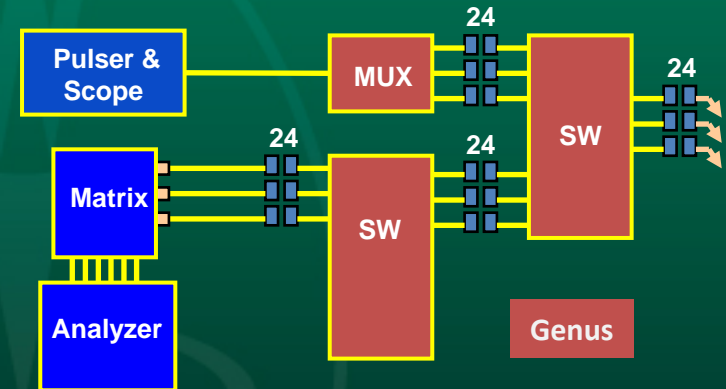 24
Pulser &
Scope
MUX
24
SW
24
24
Matrix
SW
Analyzer
Genus